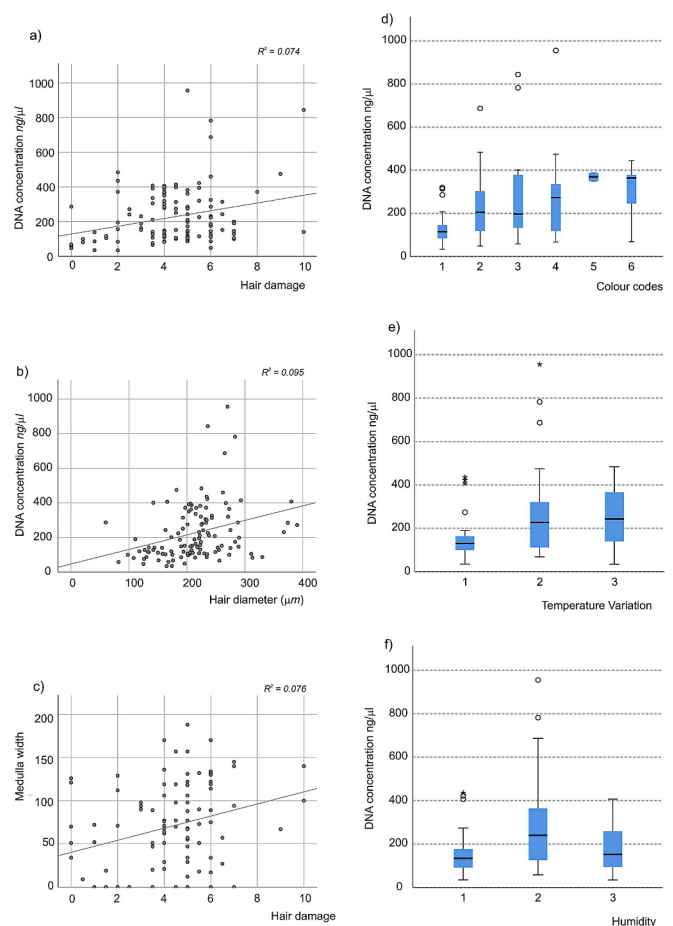 a)
R² = 0.074
DNA concentration ng/μl
1000
800
600
400
200
0
0 2 4 6 8 10
Hair damage
b)
R² = 0.095
DNA concentration ng/μl
1000
800
600
400
200
0
0 100 200 300 400
Hair diameter (μm)
c)
R² = 0.076
Medulla width
200
150
100
50
0
0 2 4 6 8 10
Hair damage
d)
DNA concentration ng/μl
1000
800
600
400
200
0
1 2 3 4 5 6
Colour codes
e)
DNA concentration ng/μl
1000
800
600
400
200
0
1 2 3
Temperature Variation
f)
DNA concentration ng/μl
1000
800
600
400
200
0
1 2 3
Humidity